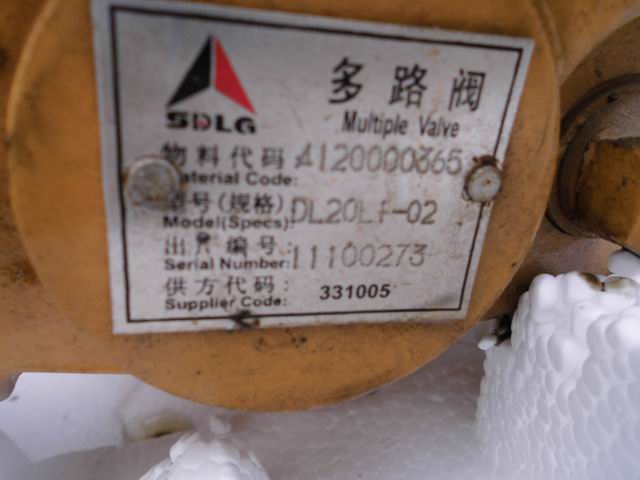 SDLG
多路阀
Multiple Valve
物料代码: 4120000365
Material Code:
型号(规格): DL20LF-02
Model(Specs):
出厂编号: 11100273
Serial Number:
供方代码: 331005
Supplier Code: